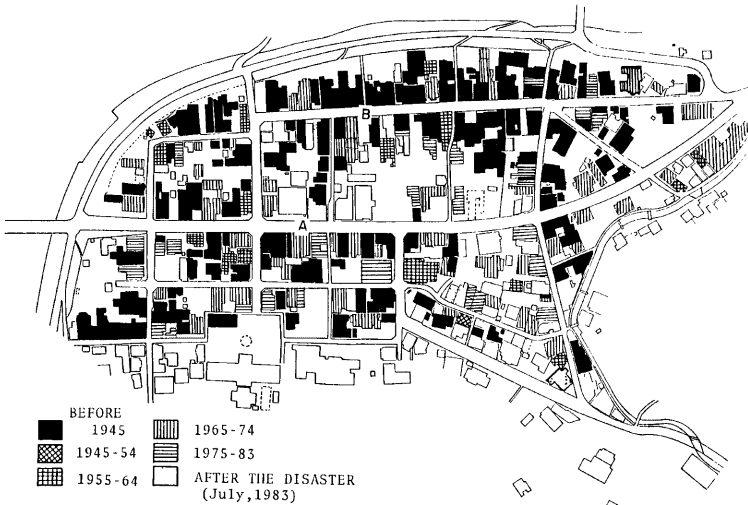 B
A
BEFORE
1945
1965-74
1945-54
1975-83
1955-64
AFTER THE DISASTER
(July,1983)